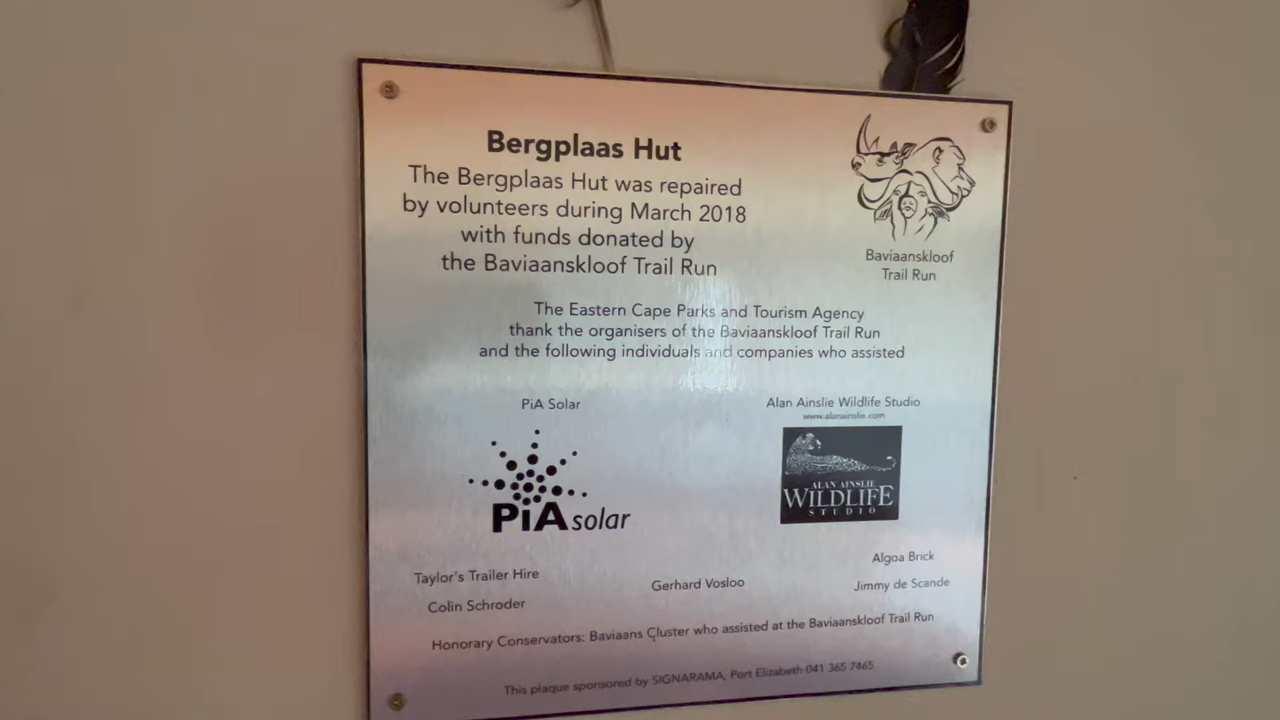 Bergplaas Hut
The Bergplaas Hut was repaired
by volunteers during March 2018
with funds donated by
the Baviaanskloof Trail Run
Baviaanskloof
Trail Run
The Eastern Cape Parks and Tourism Agency
thank the organisers of the Baviaanskloof Trail Run
and the following individuals and companies who assisted
PiA Solar
PiA solar
Alan Ainslie Wildlife Studio
www.alanainslie.com
ALAN AINSLIE
WILDLIFE
STUDIO
Taylor's Trailer Hire
Colin Schroder
Gerhard Vosloo
Algoa Brick
Jimmy de Scande
Honorary Conservators: Baviaans Cluster who assisted at the Baviaanskloof Trail Run
This plaque sponsored by SIGNARAMA, Port Elizabeth 041 365 7465